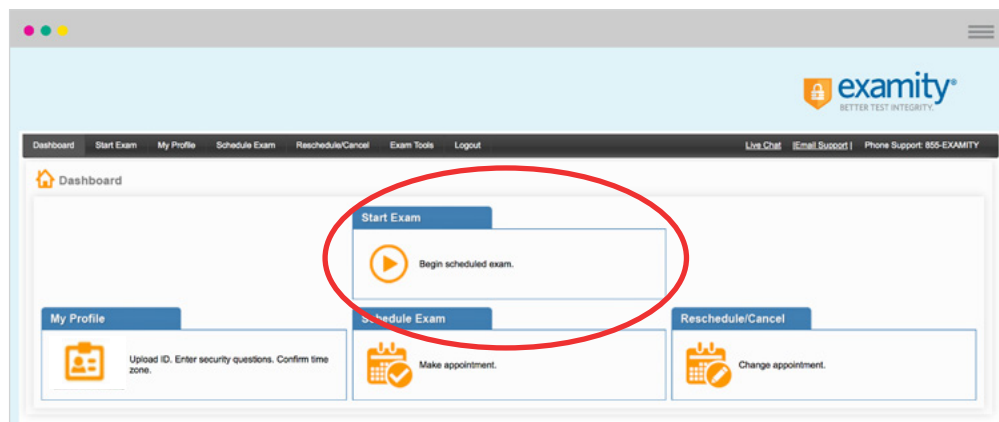 examity®
BETTER TEST INTEGRITY.
Dashboard Start Exam My Profile Schedule Exam Reschedule/Cancel Exam Tools Logout Live Chat |Email Support | Phone Support: 855-EXAMITY
Dashboard
Start Exam
Begin scheduled exam.
My Profile
Upload ID. Enter security questions. Confirm time
zone.
Schedule Exam
Make appointment.
Reschedule/Cancel
Change appointment.